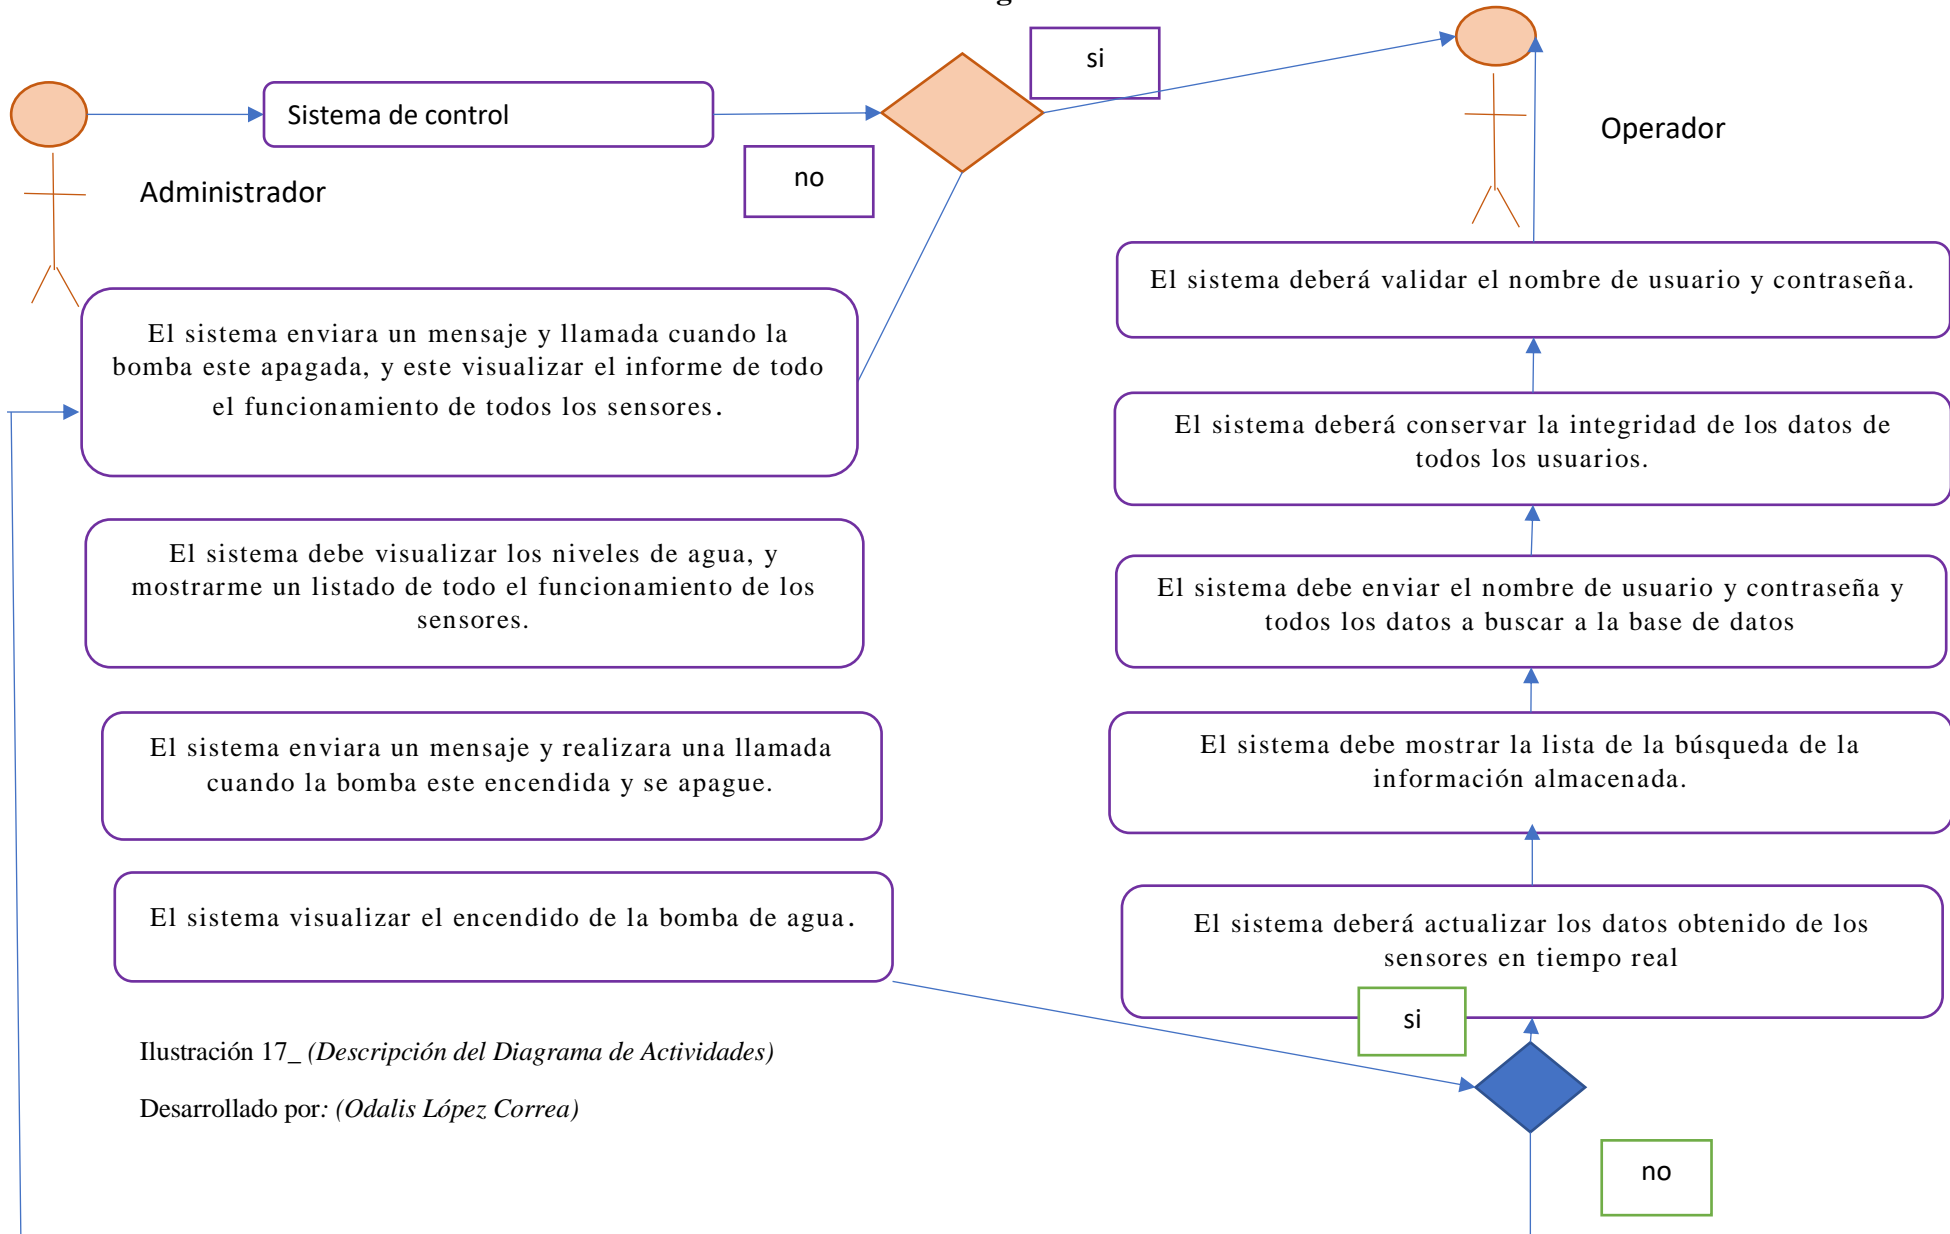 si
Sistema de control
Operador
no
Administrador
El sistema deberá validar el nombre de usuario y contraseña.
El sistema enviara un mensaje y llamada cuando la
bomba este apagada, y este visualizar el informe de todo
el funcionamiento de todos los sensores.
El sistema deberá conservar la integridad de los datos de
todos los usuarios.
El sistema debe visualizar los niveles de agua, y
mostrarme un listado de todo el funcionamiento de los
sensores.
El sistema debe enviar el nombre de usuario y contraseña y
todos los datos a buscar a la base de datos
El sistema enviara un mensaje y realizara una llamada
cuando la bomba este encendida y se apague.
El sistema debe mostrar la lista de la búsqueda de la
información almacenada.
El sistema visualizar el encendido de la bomba de agua.
El sistema deberá actualizar los datos obtenido de los
sensores en tiempo real
si
Ilustración 17_ (Descripción del Diagrama de Actividades)
Desarrollado por: (Odalis López Correa)
no